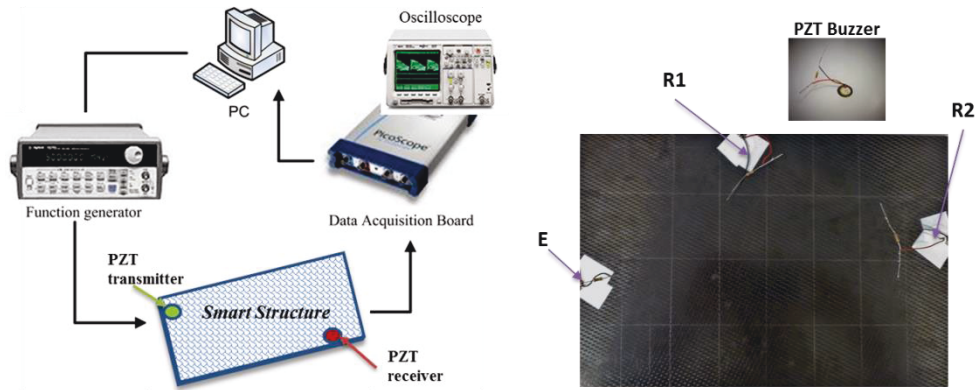 Oscilloscope
PC
PicoScope
Function generator
Data Acquisition Board
PZT
transmitter
Smart Structure
PZT
receiver
PZT Buzzer
R1
R2
E